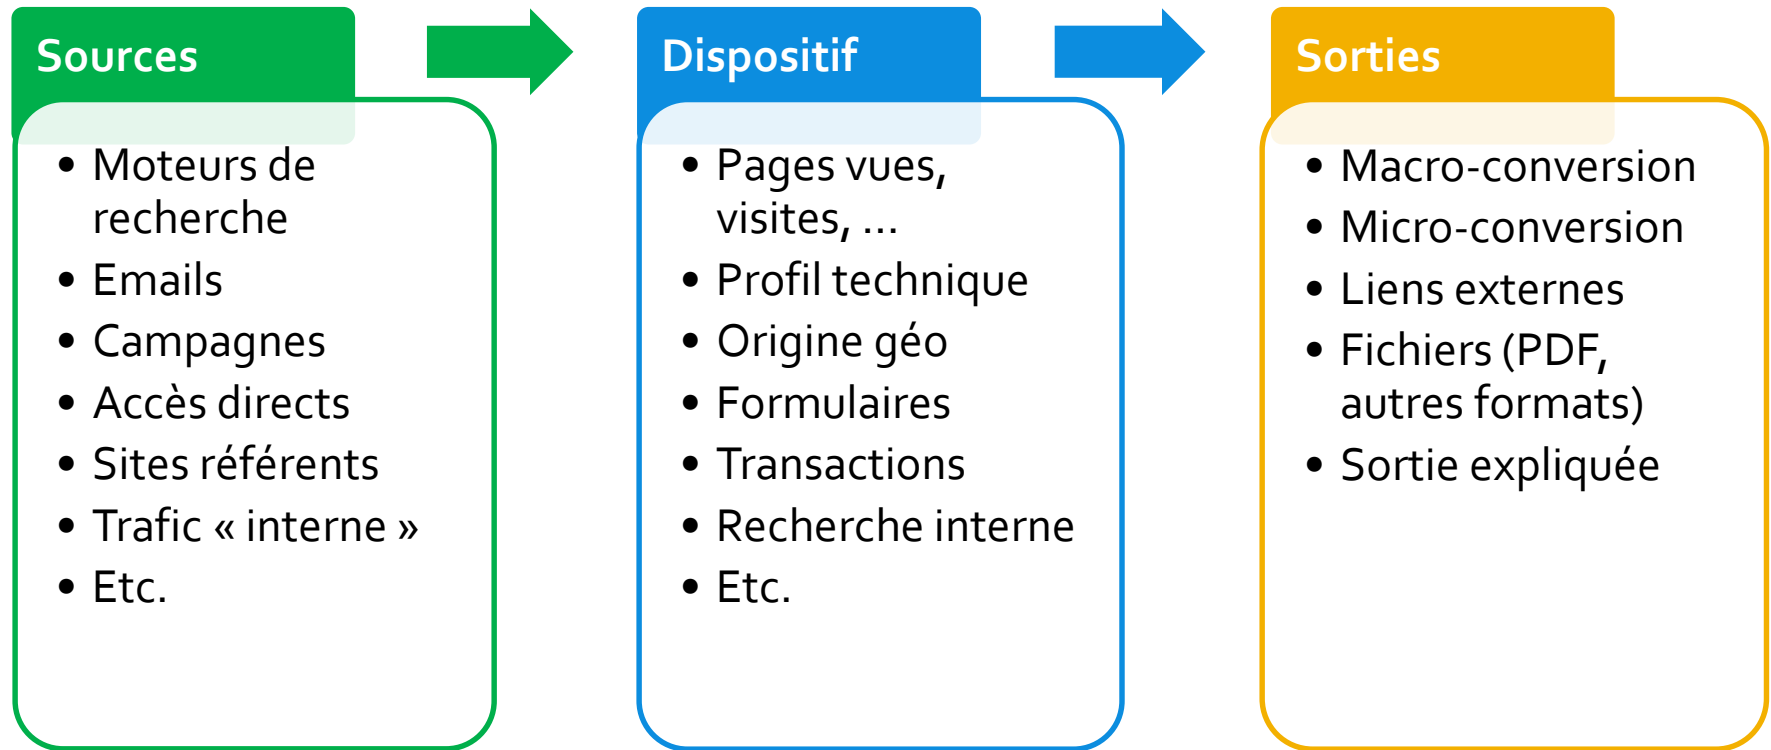 Sources
• Moteurs de
recherche
• Emails
• Campagnes
• Accès directs
• Sites référents
• Trafic « interne »
• Etc.
Dispositif
• Pages vues,
visites, ...
• Profil technique
• Origine géo
• Formulaires
• Transactions
• Recherche interne
• Etc.
Sorties
• Macro-conversion
• Micro-conversion
• Liens externes
• Fichiers (PDF,
autres formats)
• Sortie expliquée